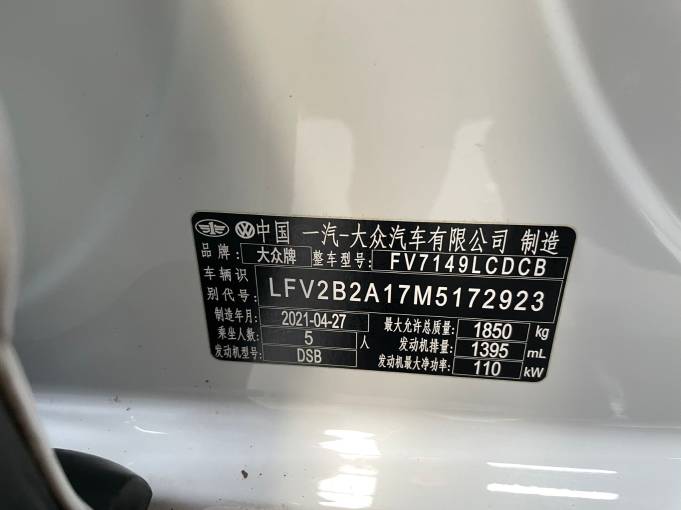 中国 一汽-大众汽车有限公司 制造
品牌: 大众牌 整车型号: FV7149LCDCB
车辆识
别代号: LFV2B2A17M5172923
制造年月: 2021-04-27 最大允许总质量: 1850 kg
乘坐人数: 5 人 发动机排量: 1395 mL
发动机型号: DSB 发动机最大净功率: 110 kW